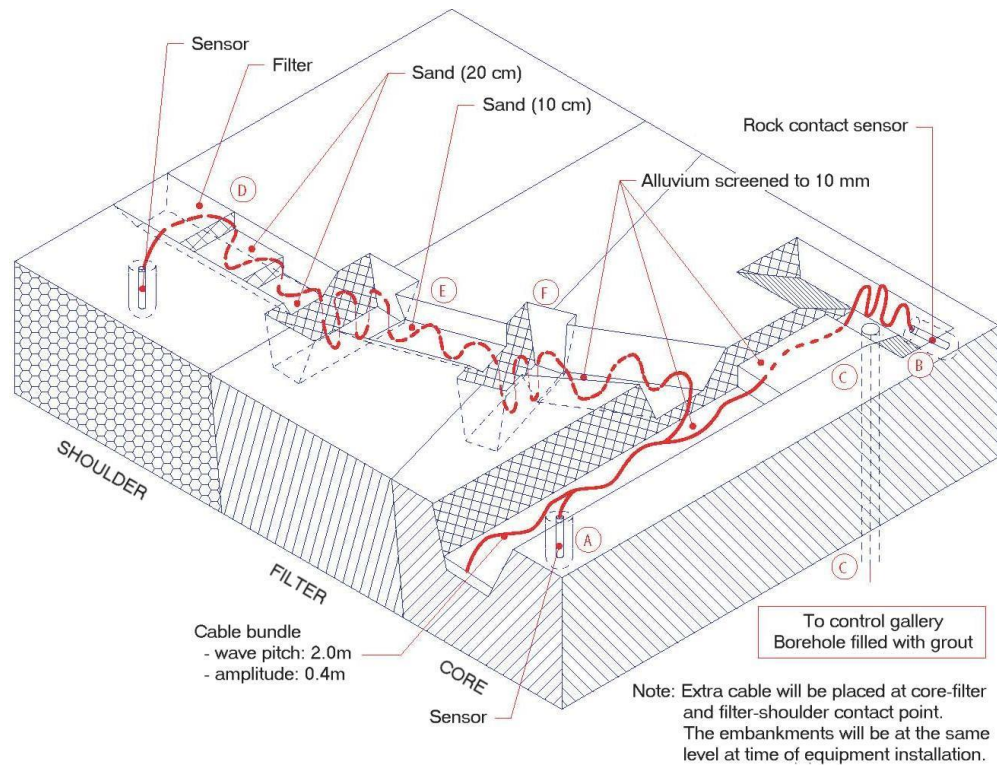 Sensor
Filter
Sand (20 cm)
Sand (10 cm)
Rock contact sensor
Alluvium screened to 10 mm
D
E
F
C
B
A
C
SHOULDER
FILTER
CORE
To control gallery
Borehole filled with grout
Cable bundle
- wave pitch: 2.0m
- amplitude: 0.4m
Sensor
Note: Extra cable will be placed at core-filter
and filter-shoulder contact point.
The embankments will be at the same
level at time of equipment installation.